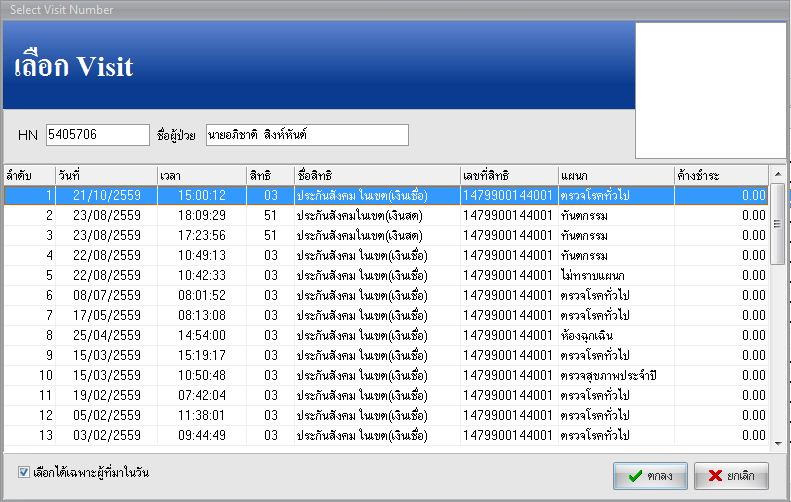 Select Visit Number
เลือก Visit
HN 5405706 ชื่อผู้ป่วย นายอภิชาติ สิงห์หันต์
ลำดับ วันที่ เวลา สิทธิ ชื่อสิทธิ เลขที่สิทธิ แผนก ค้างชำระ
1 21/10/2559 15:00:12 03 ประกันสังคม ในเขต(เงินเชื่อ) 1479900144001 ตรวจโรคทั่วไป 0.00
2 23/08/2559 18:09:29 51 ประกันสังคม ในเขต(เงินสด) 1479900144001 ทันตกรรม 0.00
3 23/08/2559 17:23:56 51 ประกันสังคม ในเขต(เงินสด) 1479900144001 ทันตกรรม 0.00
4 22/08/2559 10:49:13 03 ประกันสังคม ในเขต(เงินเชื่อ) 1479900144001 ทันตกรรม 0.00
5 22/08/2559 10:42:33 03 ประกันสังคม ในเขต(เงินเชื่อ) 1479900144001 ไม่ทราบแผนก 0.00
6 08/07/2559 08:01:52 03 ประกันสังคม ในเขต(เงินเชื่อ) 1479900144001 ตรวจโรคทั่วไป 0.00
7 17/05/2559 08:13:08 03 ประกันสังคม ในเขต(เงินเชื่อ) 1479900144001 ตรวจโรคทั่วไป 0.00
8 25/04/2559 14:54:00 03 ประกันสังคม ในเขต(เงินเชื่อ) 1479900144001 ห้องฉุกเฉิน 0.00
9 15/03/2559 15:19:17 03 ประกันสังคม ในเขต(เงินเชื่อ) 1479900144001 ตรวจโรคทั่วไป 0.00
10 15/03/2559 10:50:48 03 ประกันสังคม ในเขต(เงินเชื่อ) 1479900144001 ตรวจสุขภาพประจำปี 0.00
11 19/02/2559 07:42:04 03 ประกันสังคม ในเขต(เงินเชื่อ) 1479900144001 ตรวจโรคทั่วไป 0.00
12 05/02/2559 11:38:01 03 ประกันสังคม ในเขต(เงินเชื่อ) 1479900144001 ตรวจโรคทั่วไป 0.00
13 03/02/2559 09:44:49 03 ประกันสังคม ในเขต(เงินเชื่อ) 1479900144001 ตรวจโรคทั่วไป 0.00
เลือกได้เฉพาะผู้ที่มาในวัน ตกลง ยกเลิก